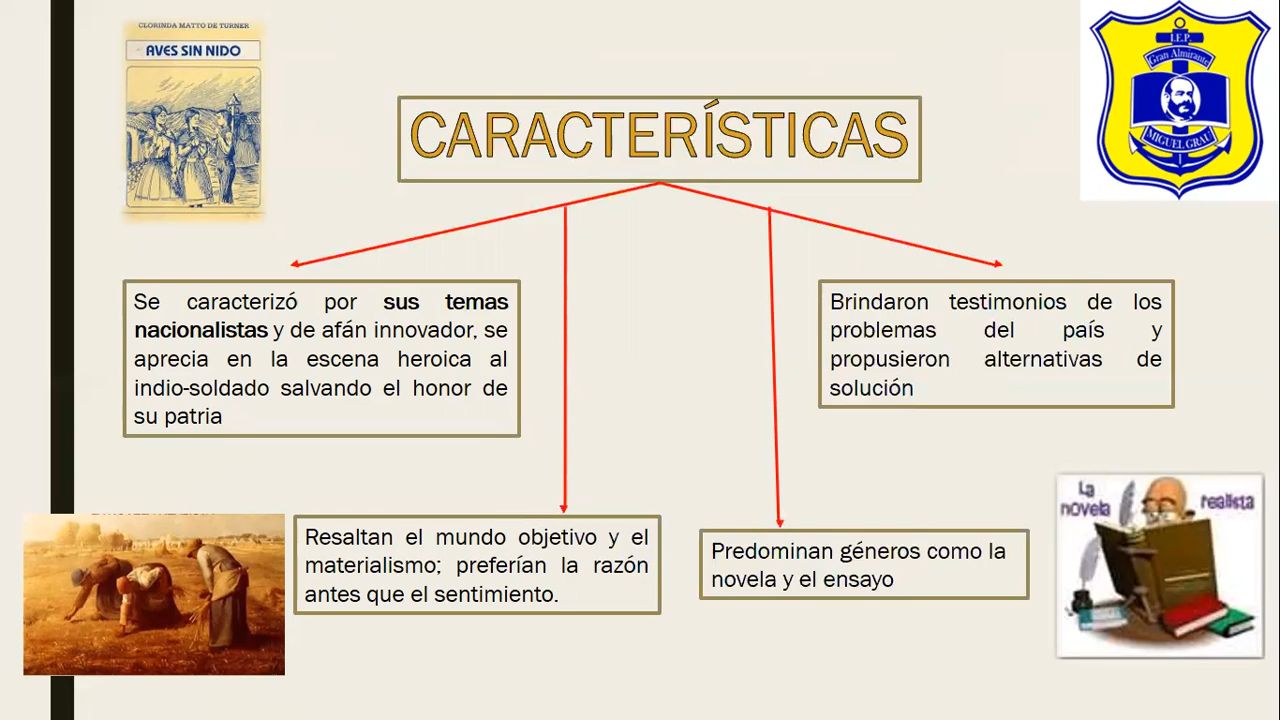 CLORINDA MATTO DE TURNER
AVES SIN NIDO
I.E.P.
Gran Almirante
MIGUEL GRAU
CARACTERÍSTICAS
Se caracterizó por sus temas
nacionalistas y de afán innovador, se
aprecia en la escena heroica al
indio-soldado salvando el honor de
su patria
Brindaron testimonios de los
problemas del país y
propusieron alternativas de
solución
Resaltan el mundo objetivo y el
materialismo; preferían la razón
antes que el sentimiento.
Predominan géneros como la
novela y el ensayo
La
novela
realista